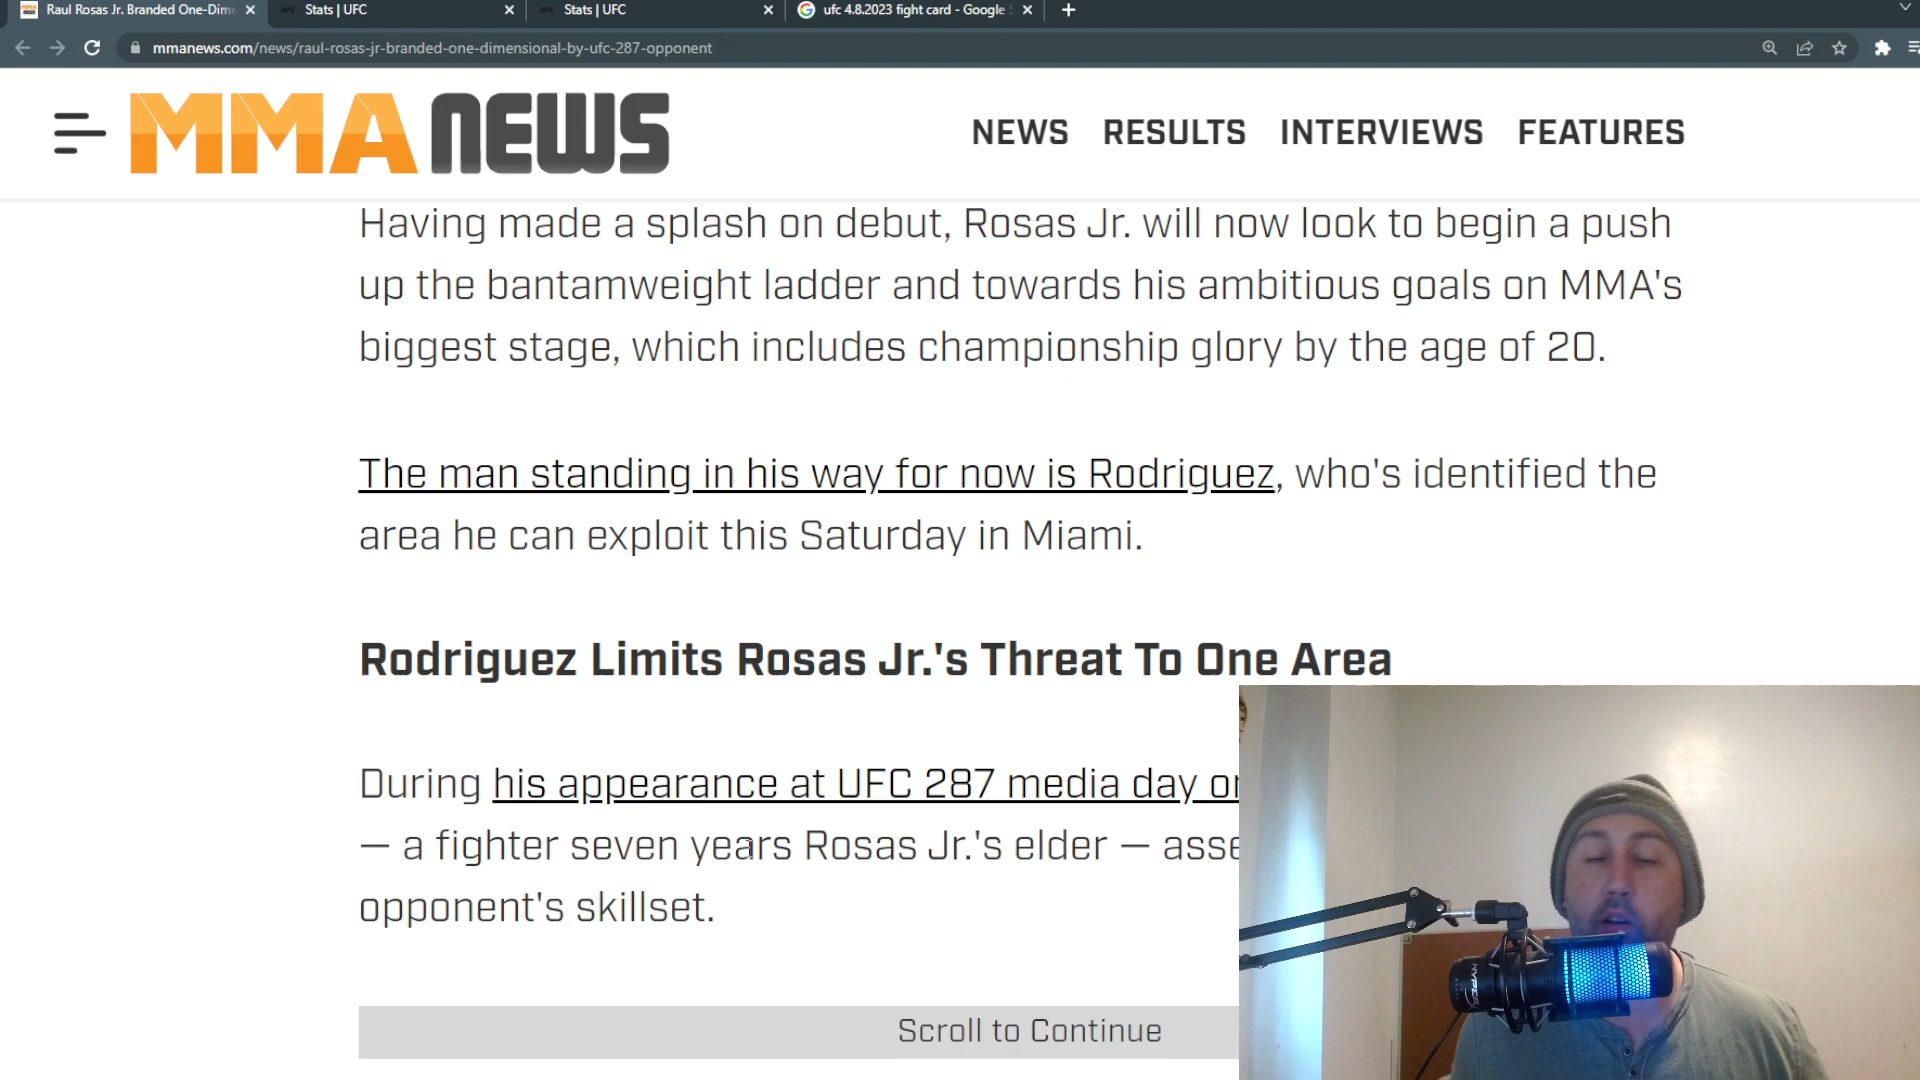 Raul Rosas Jr. Branded One-Dim
Stats | UFC
Stats | UFC
ufc 4.8.2023 fight card - Google S
mmanews.com/news/raul-rosas-jr-branded-one-dimensional-by-ufc-287-opponent
MMA NEWS
NEWS RESULTS INTERVIEWS FEATURES
Having made a splash on debut, Rosas Jr. will now look to begin a push
up the bantamweight ladder and towards his ambitious goals on MMA's
biggest stage, which includes championship glory by the age of 20.
The man standing in his way for now is Rodriguez, who's identified the
area he can exploit this Saturday in Miami.
Rodriguez Limits Rosas Jr.'s Threat To One Area
During his appearance at UFC 287 media day
— a fighter seven years Rosas Jr.'s elder —
opponent's skillset.
Scroll to Continue
HYPERX